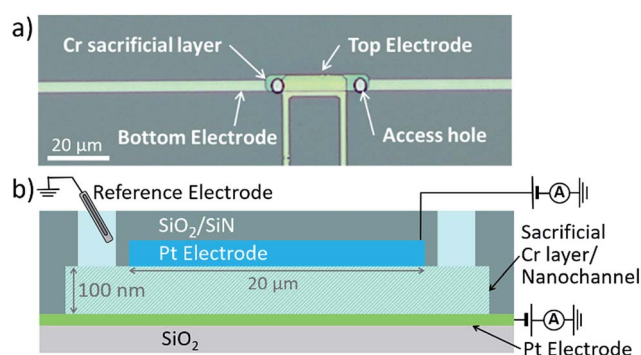 a)
Cr sacrificial layer
Top Electrode
Bottom Electrode
Access hole
20 μm
b)
Reference Electrode
A
SiO₂/SiN
Pt Electrode
Sacrificial
Cr layer/
Nanochannel
20 μm
100 nm
A
SiO₂
Pt Electrode